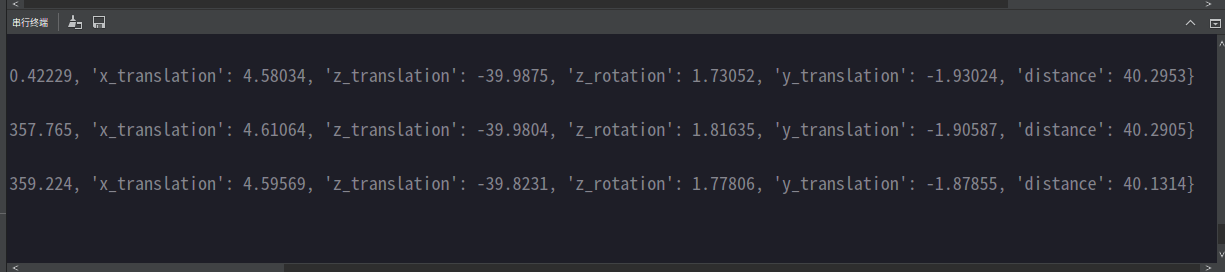 串行终端
0.42229, 'x_translation': 4.58034, 'z_translation': -39.9875, 'z_rotation': 1.73052, 'y_translation': -1.93024, 'distance': 40.2953}
357.765, 'x_translation': 4.61064, 'z_translation': -39.9804, 'z_rotation': 1.81635, 'y_translation': -1.90587, 'distance': 40.2905}
359.224, 'x_translation': 4.59569, 'z_translation': -39.8231, 'z_rotation': 1.77806, 'y_translation': -1.87855, 'distance': 40.1314}